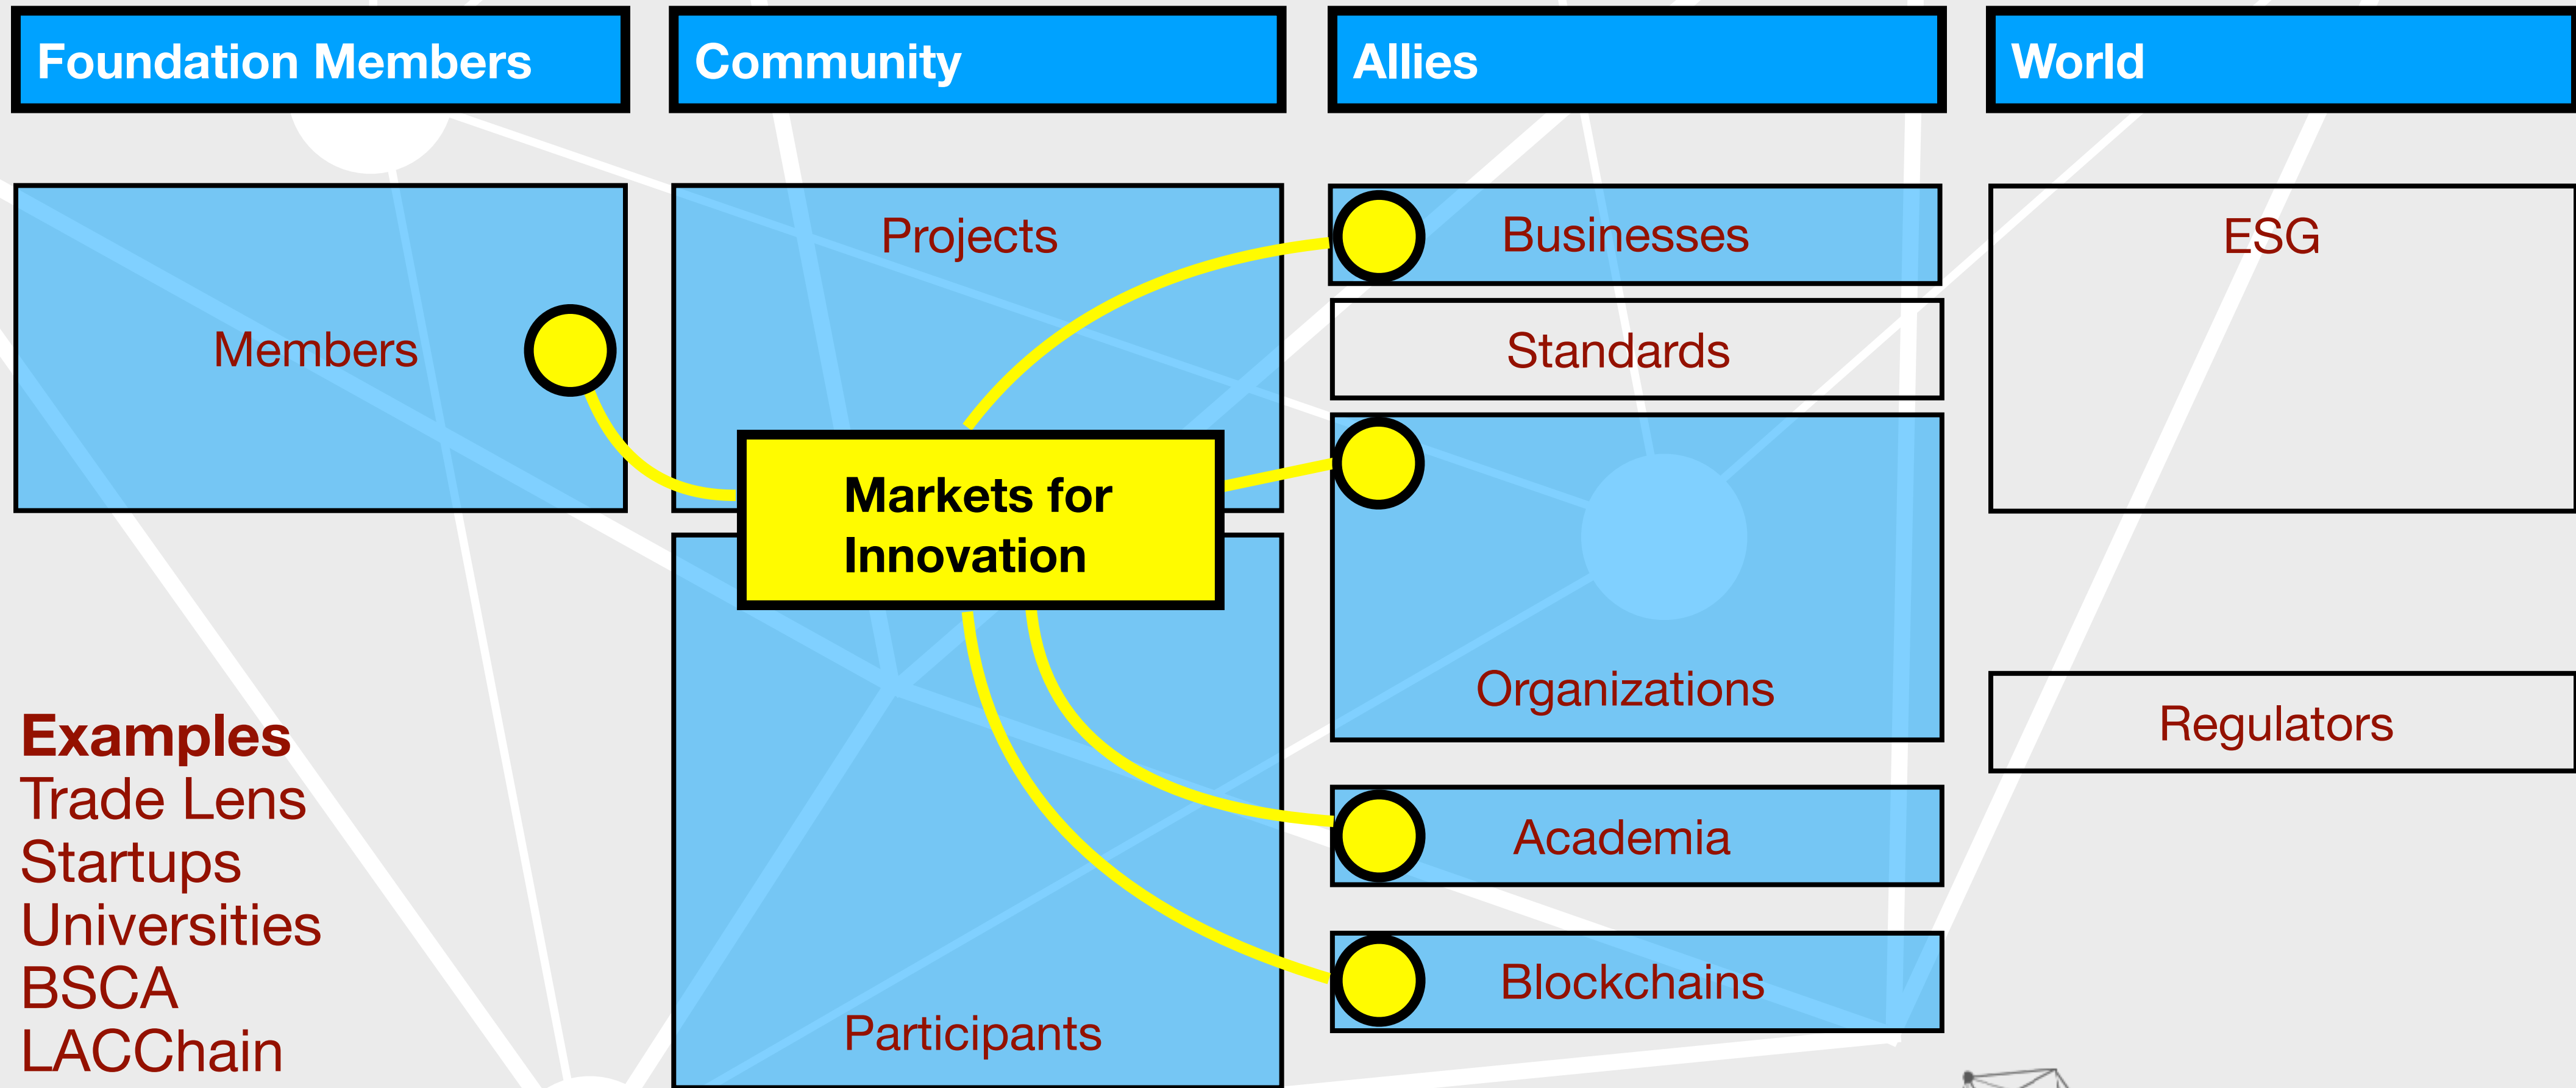 Foundation Members
Community
Allies
World
Members
Projects
Markets for
Innovation
Participants
Businesses
Standards
Organizations
Academia
Blockchains
ESG
Regulators
Examples
Trade Lens
Startups
Universities
BSCA
LACChain